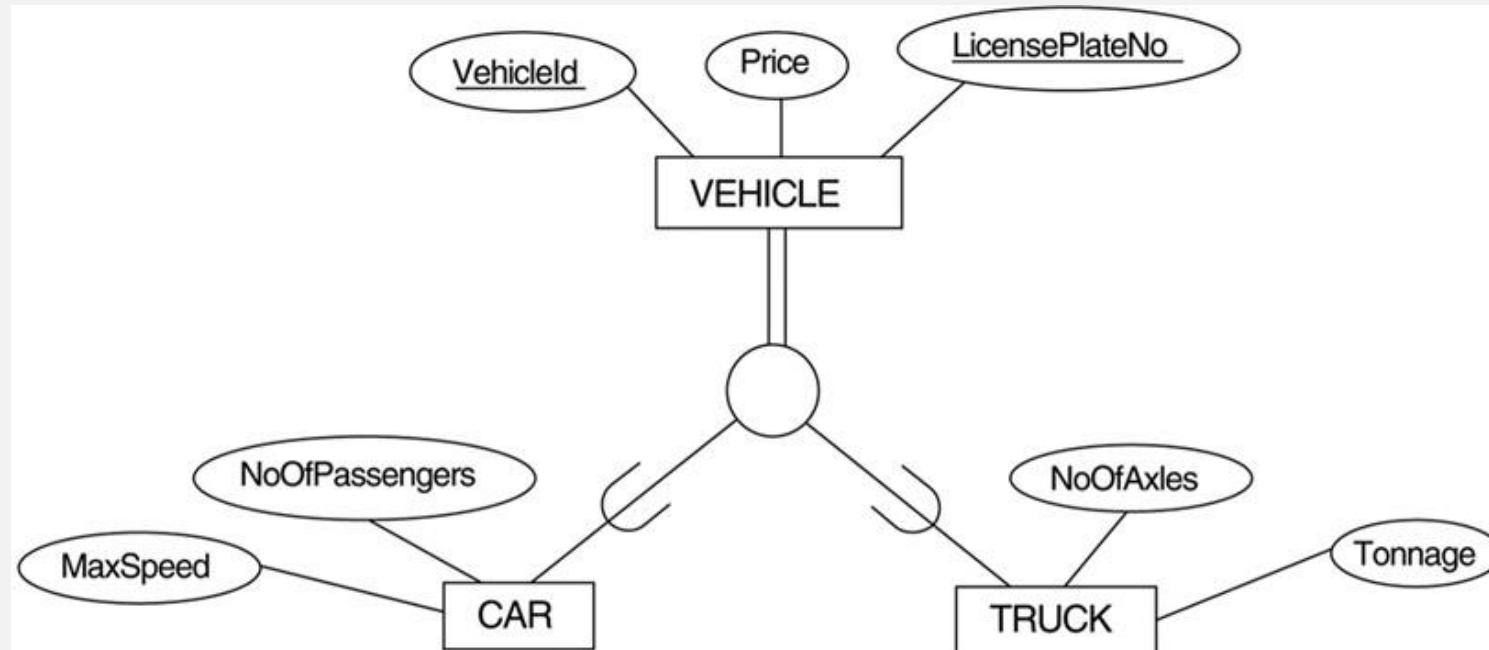 VehicleId
Price
LicensePlateNo
VEHICLE
NoOfPassengers
NoOfAxles
MaxSpeed
Tonnage
CAR
TRUCK